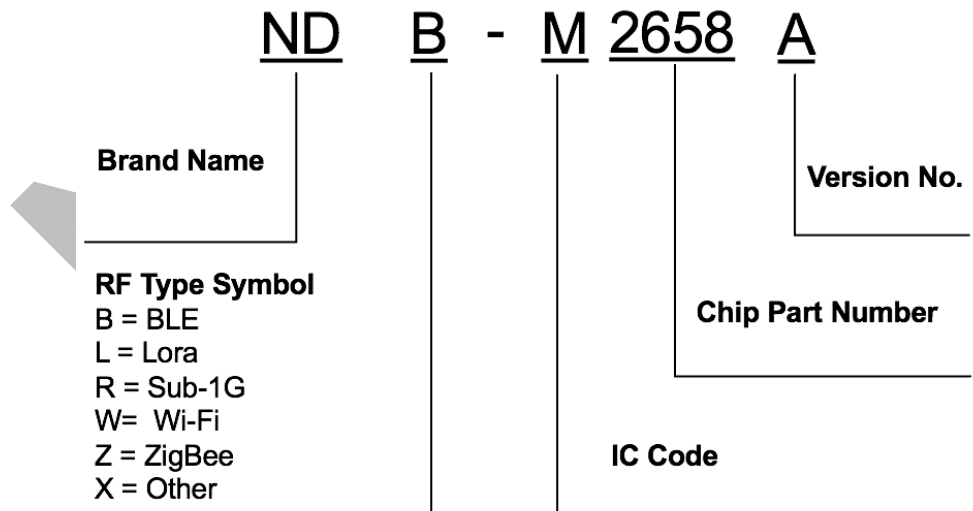 ND B - M 2658 A
Brand Name
Version No.
RF Type Symbol
B = BLE
L = Lora
R = Sub-1G
W= Wi-Fi
Z = ZigBee
X = Other
Chip Part Number
IC Code